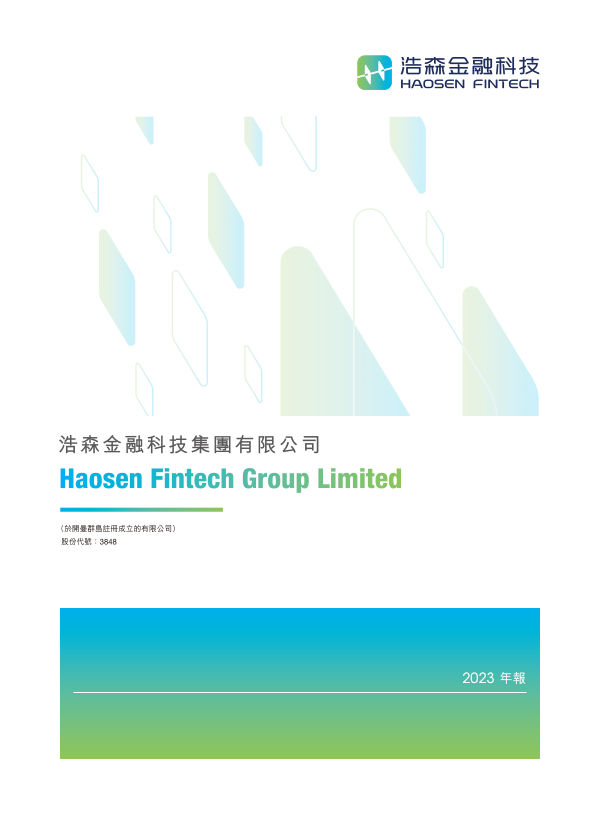 浩森金融科技
HAOSEN FINTECH
浩森金融科技集團有限公司
Haosen Fintech Group Limited
（於開曼群島註冊成立的有限公司）
股份代號：3848
2023 年報